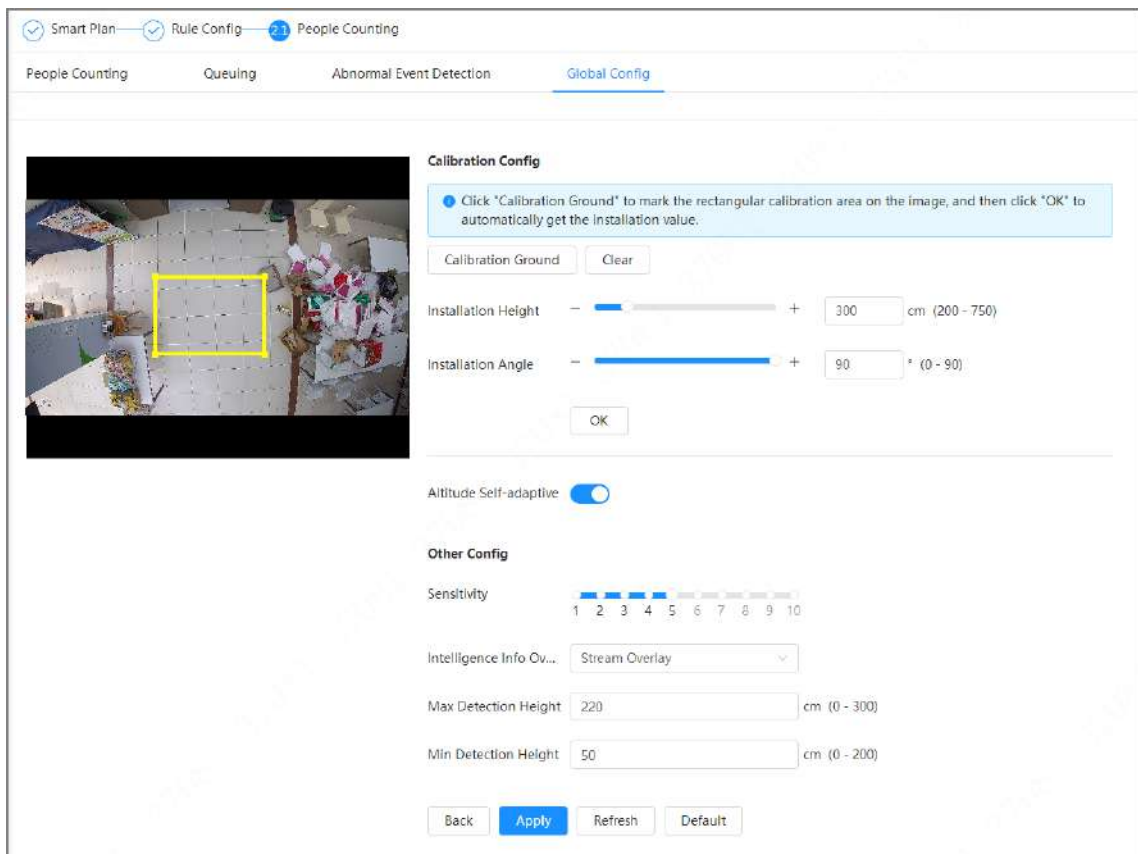 Smart Plan Rule Config 2.1 People Counting
People Counting Queuing Abnormal Event Detection Global Config
Calibration Config
Click "Calibration Ground" to mark the rectangular calibration area on the image, and then click "OK" to
automatically get the installation value.
Calibration Ground Clear
Installation Height − + 300 cm (200 - 750)
Installation Angle − + 90 ° (0 - 90)
OK
Altitude Self-adaptive
Other Config
Sensitivity
1 2 3 4 5 6 7 8 9 10
Intelligence Info Ov... Stream Overlay
Max Detection Height 220 cm (0 - 300)
Min Detection Height 50 cm (0 - 200)
Back Apply Refresh Default